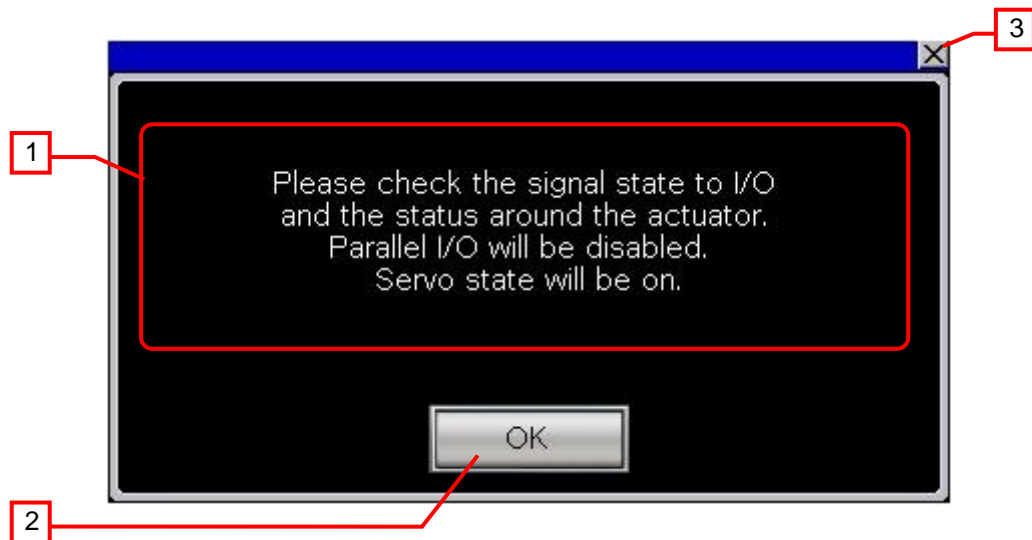 3
1
Please check the signal state to I/O
and the status around the actuator.
Parallel I/O will be disabled.
Servo state will be on.
OK
2